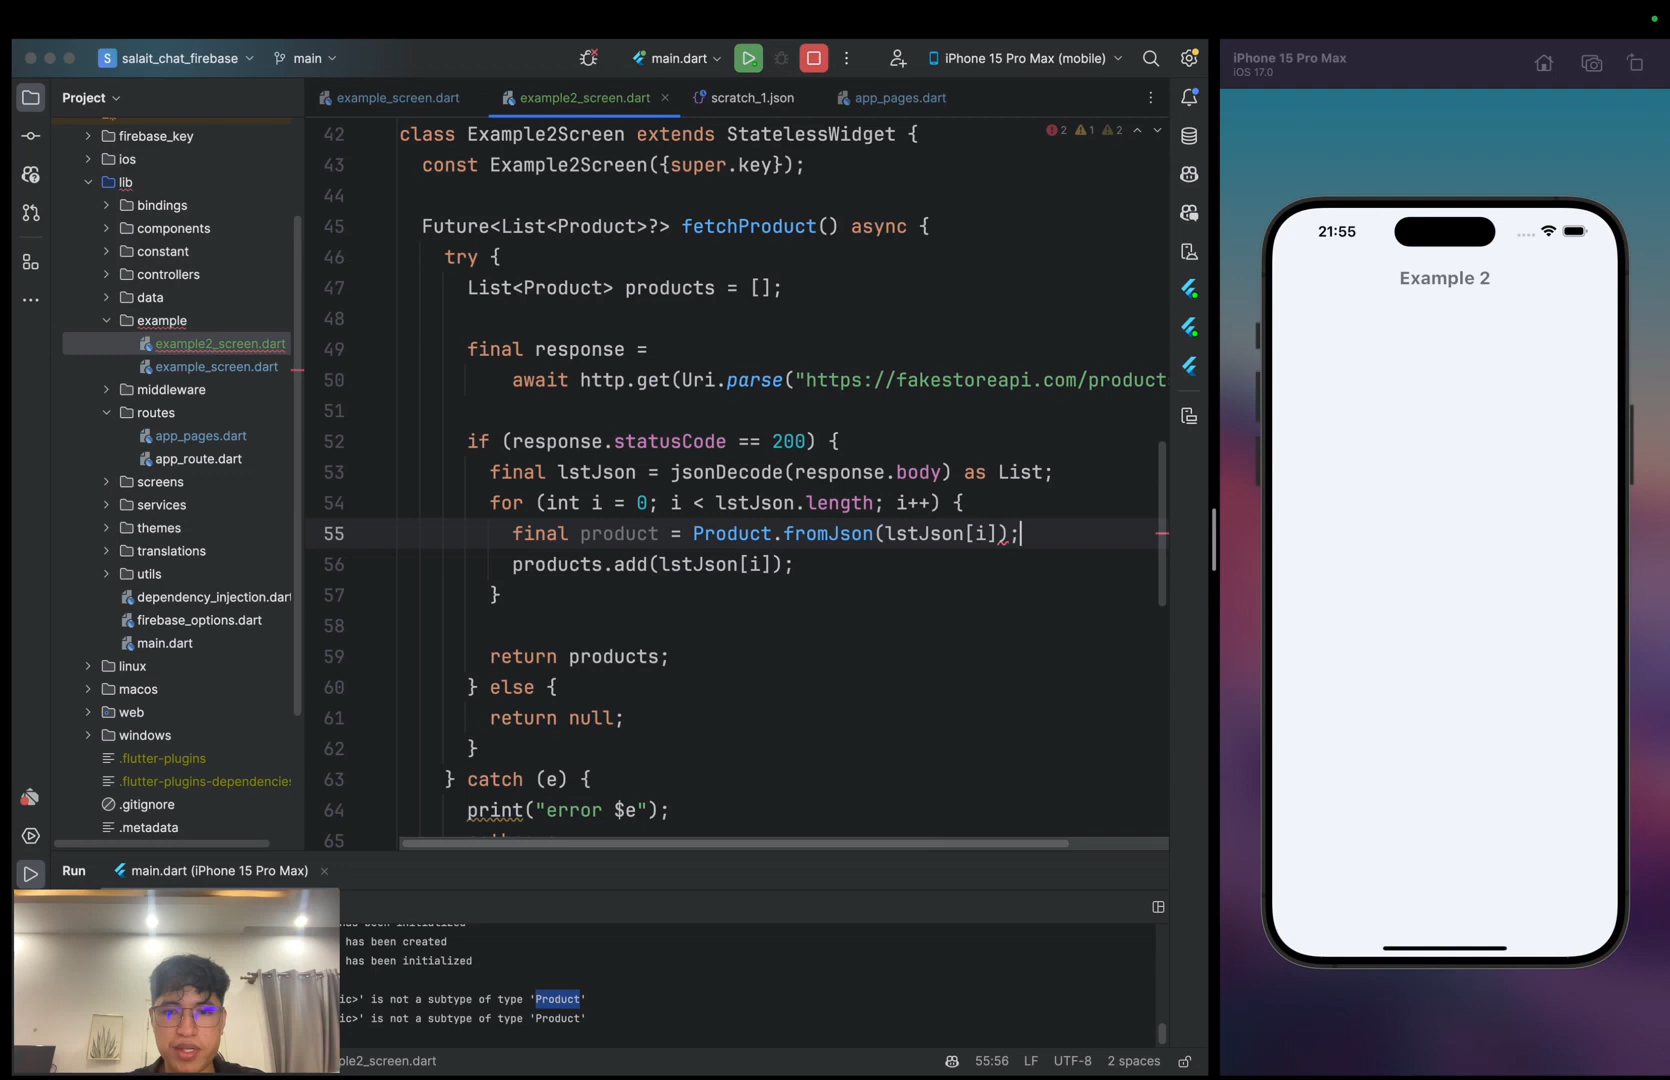 salait_chat_firebase
main
main.dart
iPhone 15 Pro Max (mobile)
iPhone 15 Pro Max
iOS 17.0
Project
example_screen.dart
example2_screen.dart
scratch_1.json
app_pages.dart
firebase_key
ios
lib
bindings
components
constant
controllers
data
example
example2_screen.dart
example_screen.dart
middleware
routes
app_pages.dart
app_route.dart
screens
services
themes
translations
utils
dependency_injection.dart
firebase_options.dart
main.dart
linux
macos
web
windows
.flutter-plugins
.flutter-plugins-dependencies
.gitignore
.metadata
2 1 2
42 class Example2Screen extends StatelessWidget {
43 const Example2Screen({super.key});
44
45 Future<List<Product>?> fetchProduct() async {
46 try {
47 List<Product> products = [];
48
49 final response =
50 await http.get(Uri.parse("https://fakestoreapi.com/product
51
52 if (response.statusCode == 200) {
53 final lstJson = jsonDecode(response.body) as List;
54 for (int i = 0; i < lstJson.length; i++) {
55 final product = Product.fromJson(lstJson[i]);
56 products.add(lstJson[i]);
57 }
58
59 return products;
60 } else {
61 return null;
62 }
63 } catch (e) {
64 print("error $e");
65
21:55
Example 2
Run
main.dart (iPhone 15 Pro Max)
has been initialized
has been created
has been initialized
ic>' is not a subtype of type 'Product'
ic>' is not a subtype of type 'Product'
ple2_screen.dart
55:56 LF UTF-8 2 spaces